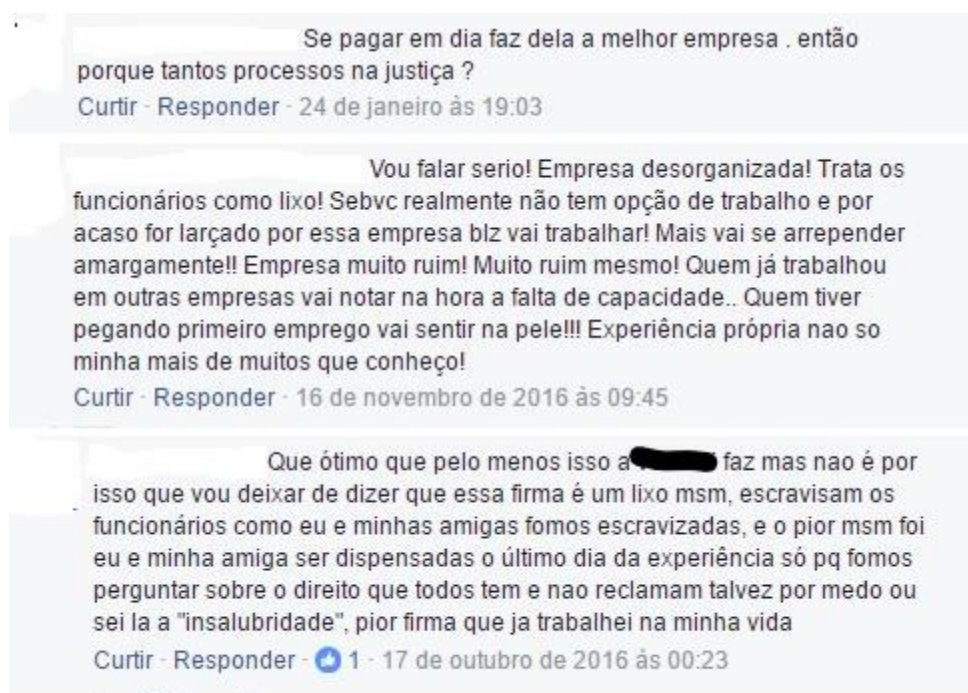 Se pagar em dia faz dela a melhor empresa . então
porque tantos processos na justiça ?
Curtir · Responder · 24 de janeiro às 19:03
Vou falar serio! Empresa desorganizada! Trata os
funcionários como lixo! Sebvc realmente não tem opção de trabalho e por
acaso for larçado por essa empresa blz vai trabalhar! Mais vai se arrepender
amargamente!! Empresa muito ruim! Muito ruim mesmo! Quem já trabalhou
em outras empresas vai notar na hora a falta de capacidade.. Quem tiver
pegando primeiro emprego vai sentir na pele!!! Experiência própria nao so
minha mais de muitos que conheço!
Curtir · Responder · 16 de novembro de 2016 às 09:45
Que ótimo que pelo menos isso a faz mas nao é por
isso que vou deixar de dizer que essa firma é um lixo msm, escravisam os
funcionários como eu e minhas amigas fomos escravizadas, e o pior msm foi
eu e minha amiga ser dispensadas o último dia da experiência só pq fomos
perguntar sobre o direito que todos tem e nao reclamam talvez por medo ou
sei la a "insalubridade", pior firma que ja trabalhei na minha vida
Curtir · Responder · 1 · 17 de outubro de 2016 às 00:23